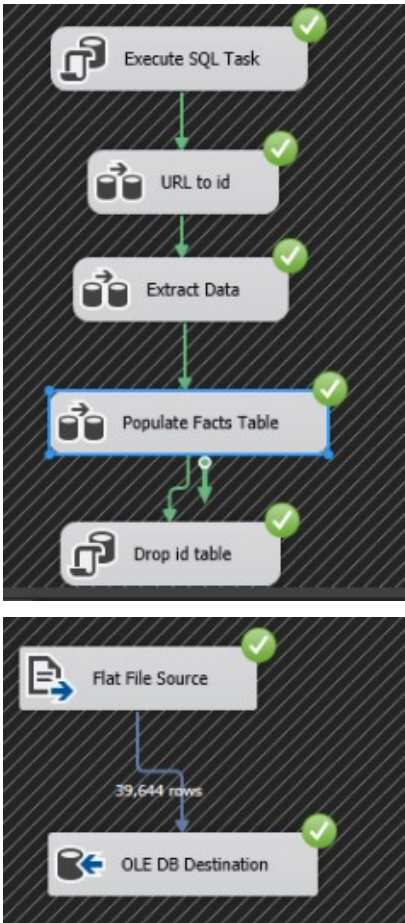 Execute SQL Task
URL to id
Extract Data
Populate Facts Table
Drop id table
Flat File Source
39,644 rows
OLE DB Destination